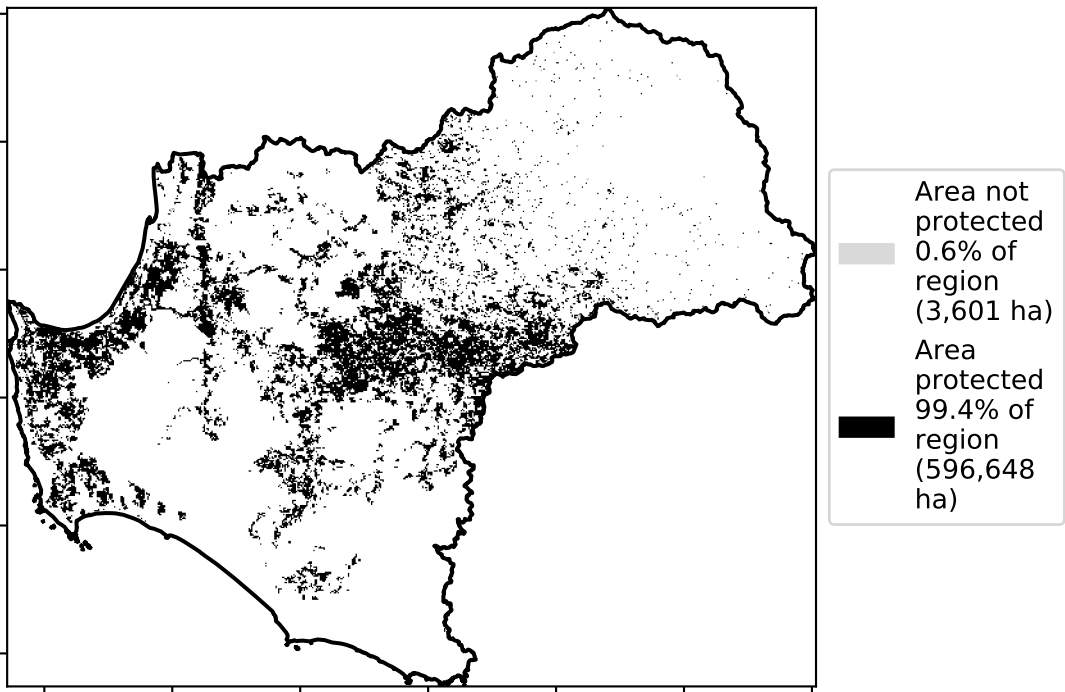 Area not
protected
0.6% of
region
(3,601 ha)
Area
protected
99.4% of
region
(596,648
ha)